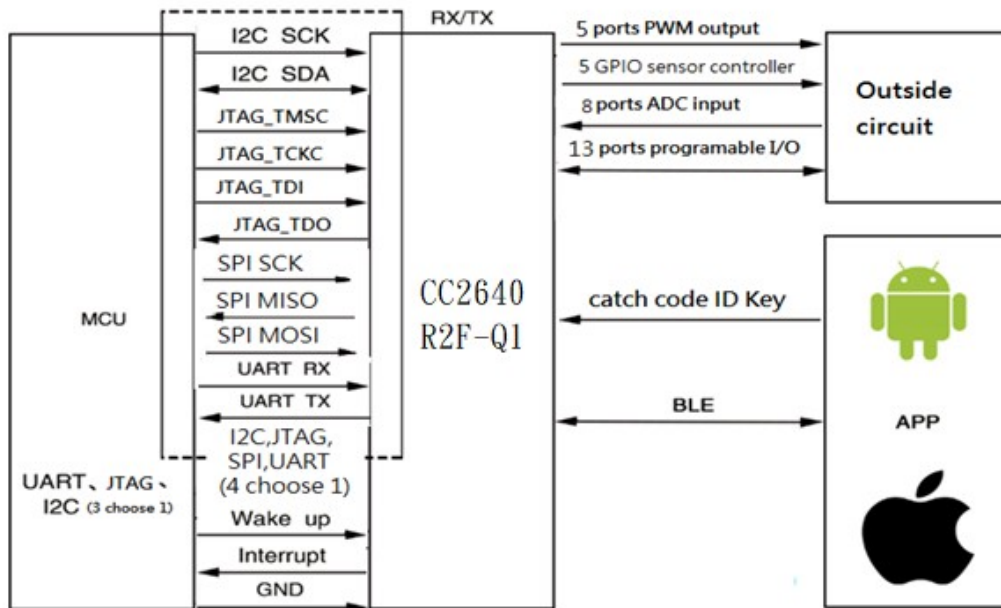 RX/TX
I2C SCK
I2C SDA
JTAG_TMSC
JTAG_TCKC
JTAG_TDI
JTAG_TDO
SPI SCK
SPI MISO
SPI MOSI
UART RX
UART TX
I2C,JTAG,
SPI,UART
(4 choose 1)
Wake up
Interrupt
GND
MCU
UART、JTAG、
I2C (3 choose 1)
CC2640
R2F-Q1
5 ports PWM output
5 GPIO sensor controller
8 ports ADC input
13 ports programable I/O
Outside
circuit
catch code ID Key
BLE
APP